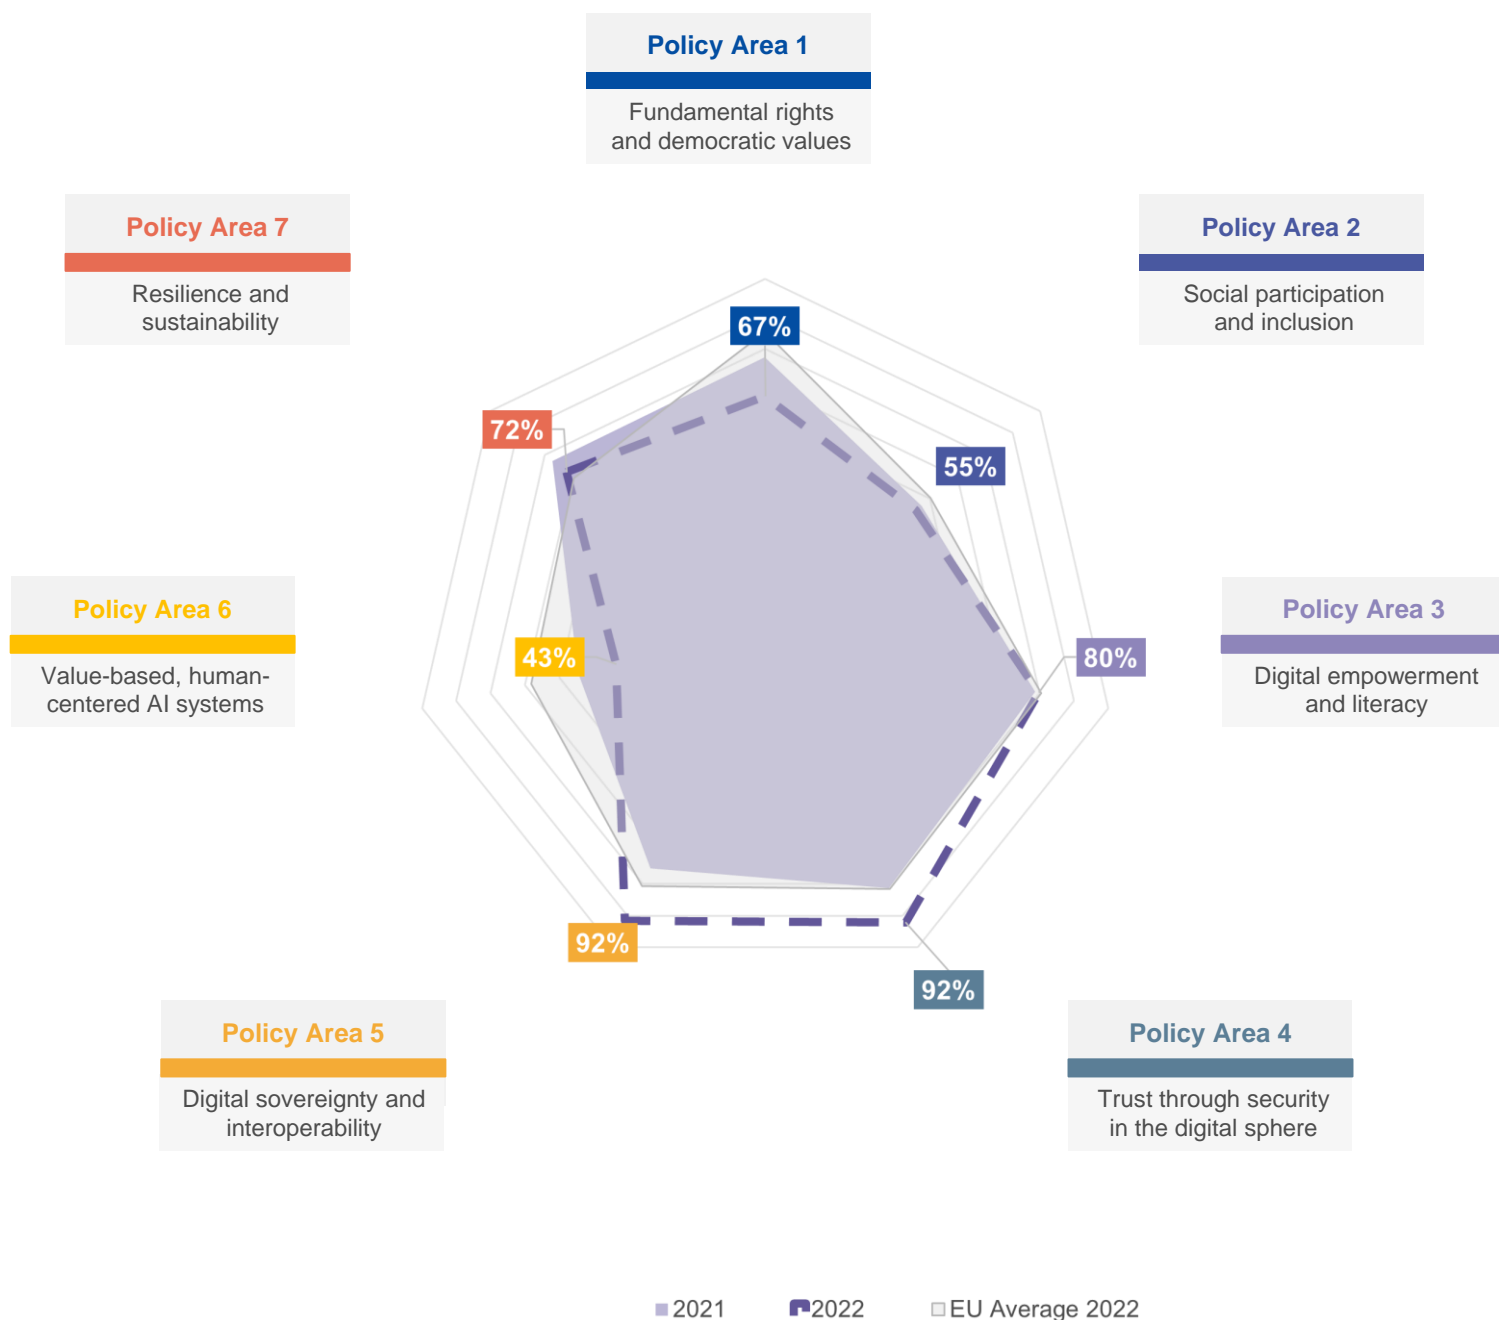 Policy Area 1
Fundamental rights
and democratic values
Policy Area 7
Resilience and
sustainability
Policy Area 2
Social participation
and inclusion
67%
72%
55%
Policy Area 6
Value-based, human-
centered AI systems
43%
80%
Policy Area 3
Digital empowerment
and literacy
92%
92%
Policy Area 5
Digital sovereignty and
interoperability
Policy Area 4
Trust through security
in the digital sphere
2021
2022
EU Average 2022